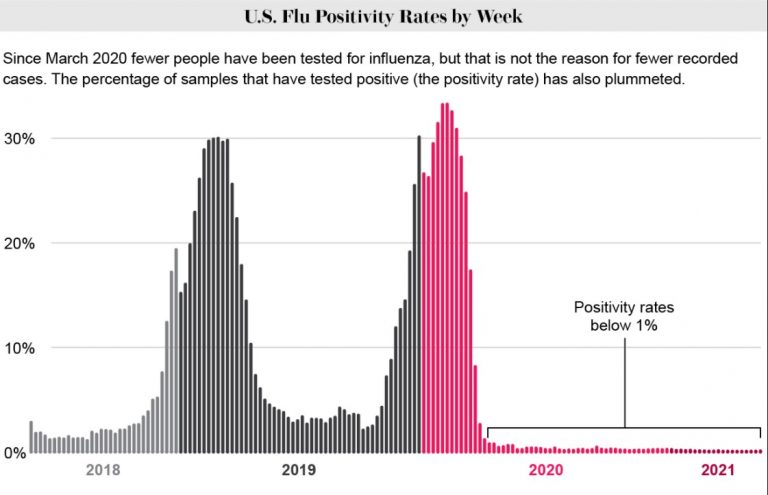 U.S. Flu Positivity Rates by Week
Since March 2020 fewer people have been tested for influenza, but that is not the reason for fewer recorded
cases. The percentage of samples that have tested positive (the positivity rate) has also plummeted.
30%
20%
Positivity rates
below 1%
10%
0%
2018
2019
2020
2021